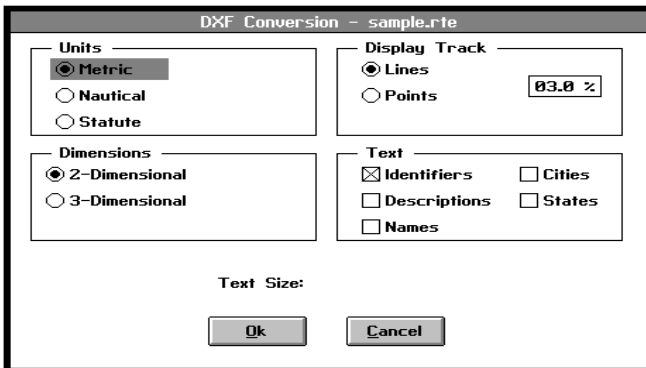 DXF Conversion - sample.rte
Units
Metric
Nautical
Statute
Display Track
Lines
Points
03.0 %
Dimensions
2-Dimensional
3-Dimensional
Text
Identifiers
Cities
Descriptions
States
Names
Text Size:
Ok
Cancel